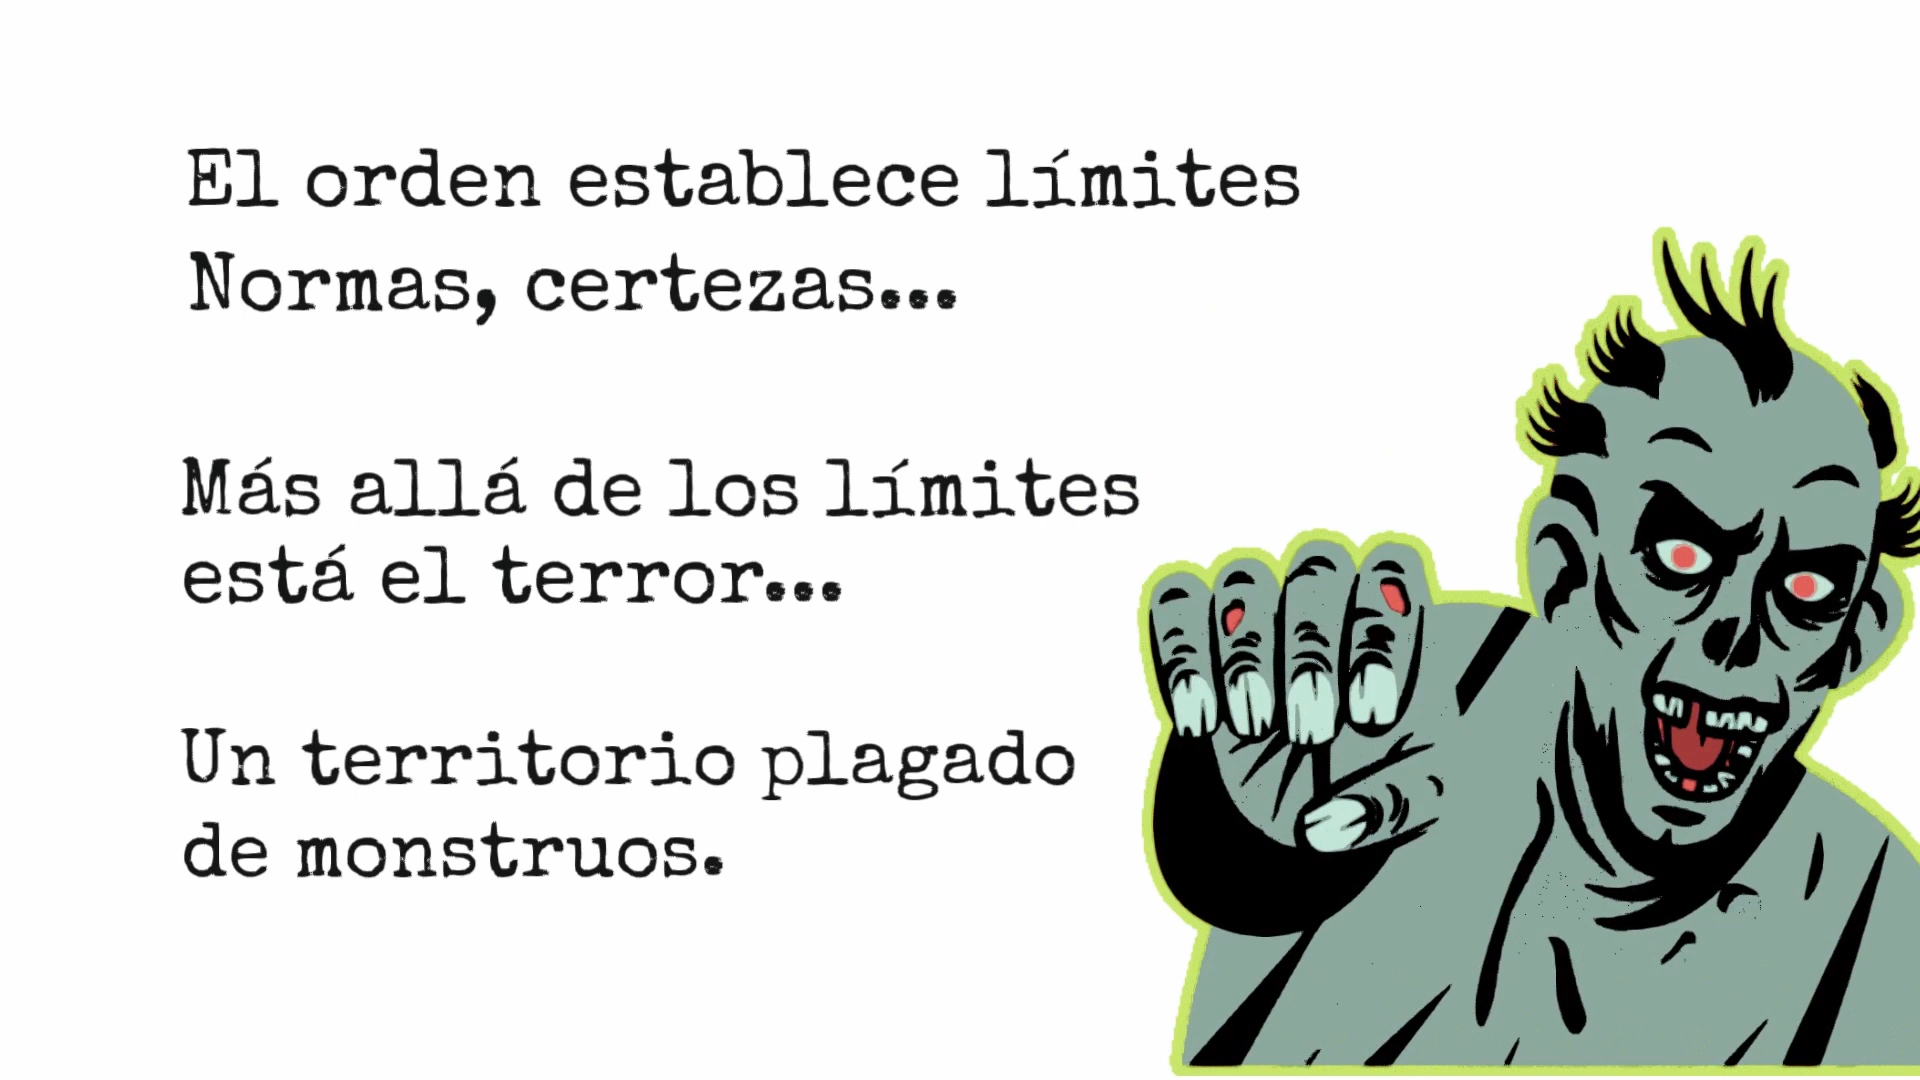 El orden establece límites
Normas, certezas...
Más allá de los límites
está el terror...
Un territorio plagado
de monstruos.